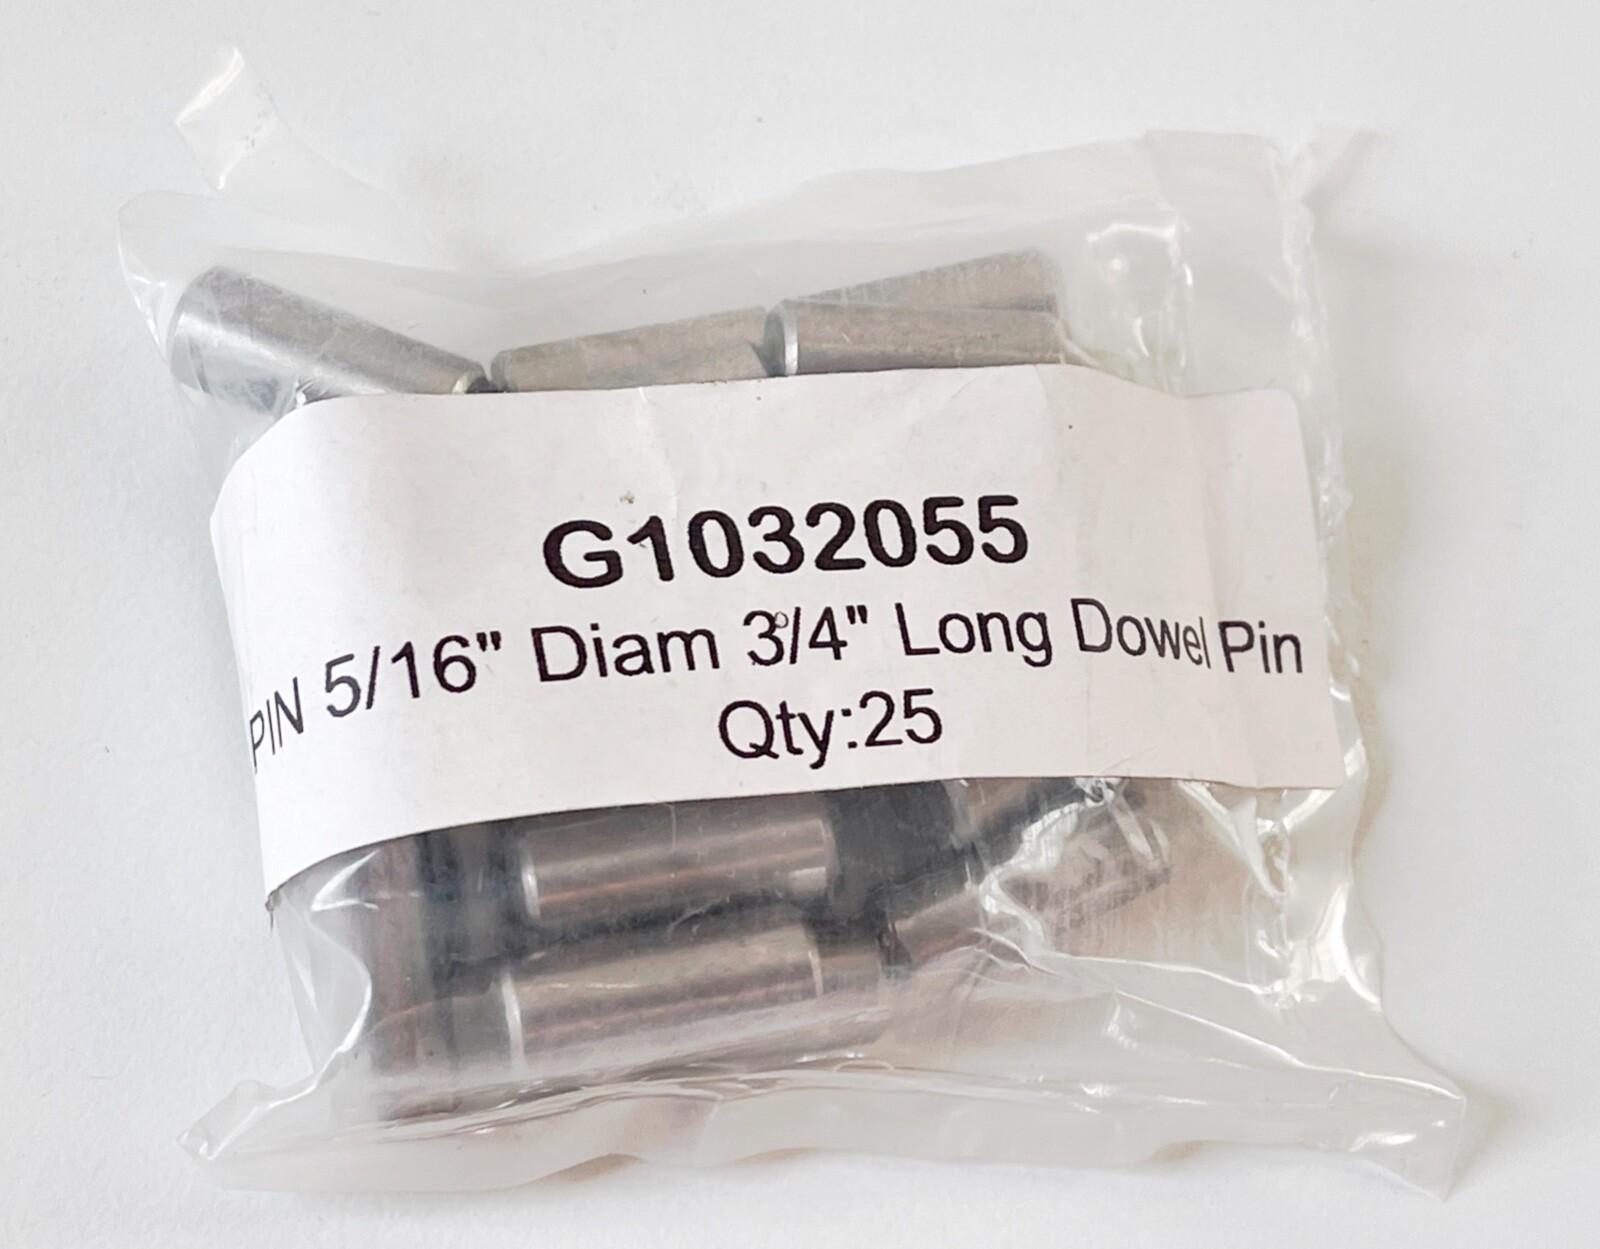 G1032055
PIN 5/16" Diam 3/4" Long Dowel Pin
Qty:25